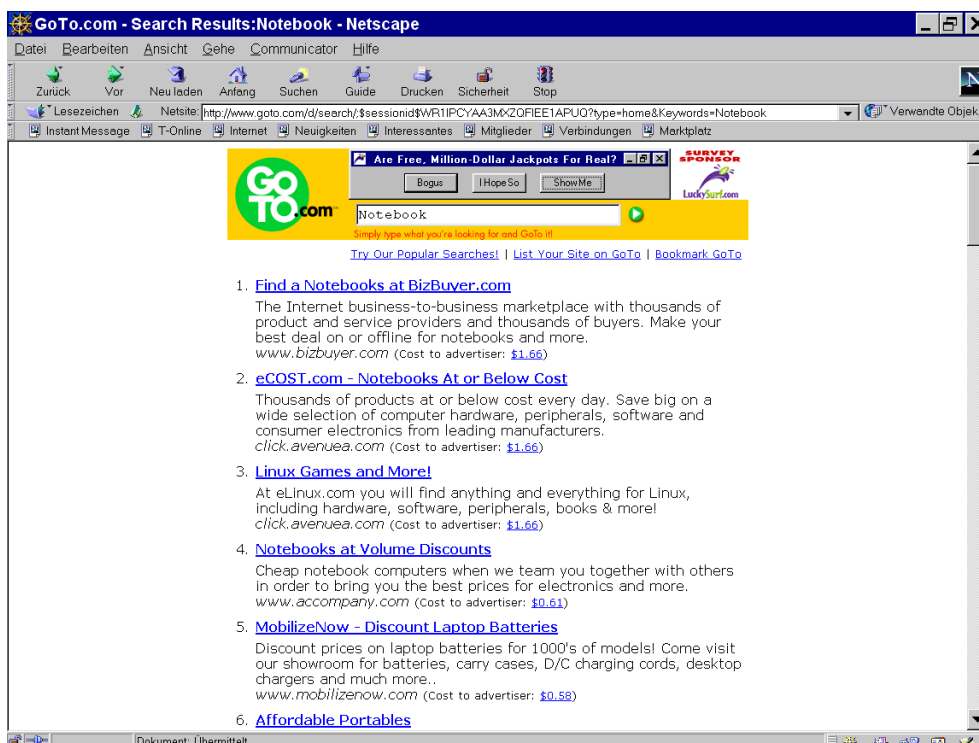 GoTo.com - Search Results:Notebook - Netscape
Datei Bearbeiten Ansicht Gehe Communicator Hilfe
Zurück Vor Neu laden Anfang Suchen Guide Drucken Sicherheit Stop
N
Lesezeichen Netsite: http://www.goto.com/d/search/;$sessionid$WR1IPCYAA3MXZQFIEE1APUQ?type=home&Keywords=Notebook Verwandte Objek
Instant Message T-Online Internet Neuigkeiten Interessantes Mitglieder Verbindungen Marktplatz
GO TO.com
Are Free, Million-Dollar Jackpots For Real?
Bogus I Hope So Show Me
SURVEY SPONSOR
LuckySurf.com
Notebook
Simply type what you're looking for and GoTo it!
Try Our Popular Searches! | List Your Site on GoTo | Bookmark GoTo
1. Find a Notebooks at BizBuyer.com
The Internet business-to-business marketplace with thousands of
product and service providers and thousands of buyers. Make your
best deal on or offline for notebooks and more.
www.bizbuyer.com (Cost to advertiser: $1.66)
2. eCOST.com - Notebooks At or Below Cost
Thousands of products at or below cost every day. Save big on a
wide selection of computer hardware, peripherals, software and
consumer electronics from leading manufacturers.
click.avenuea.com (Cost to advertiser: $1.66)
3. Linux Games and More!
At eLinux.com you will find anything and everything for Linux,
including hardware, software, peripherals, books & more!
click.avenuea.com (Cost to advertiser: $1.66)
4. Notebooks at Volume Discounts
Cheap notebook computers when we team you together with others
in order to bring you the best prices for electronics and more.
www.accompany.com (Cost to advertiser: $0.61)
5. MobilizeNow - Discount Laptop Batteries
Discount prices on laptop batteries for 1000's of models! Come visit
our showroom for batteries, carry cases, D/C charging cords, desktop
chargers and much more..
www.mobilizenow.com (Cost to advertiser: $0.58)
6. Affordable Portables
Dokument: Übermittelt